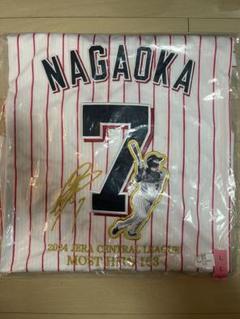 NAGAOKA
7
2024 JERA CENTRAL LEAGUE
MOST HITS 163
L